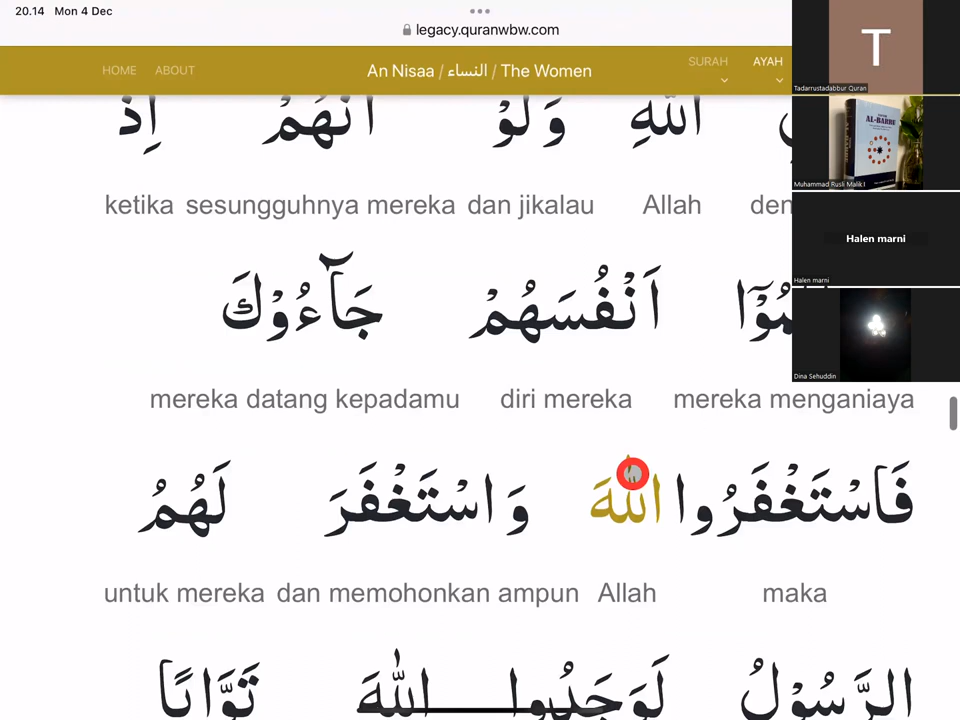 20.14 Mon 4 Dec
legacy.quranwbw.com
HOME ABOUT
An Nisaa / النساء / The Women
SURAH AYAH
T
Tadarrustadabbur Quran
AL-BARRU
Muhammad Rusli Malik
Halen marni
Halen marni
Dina Sehuddin
اللّٰهِ وَلَوْ اَنَّهُمْ اِذْ
ketika sesungguhnya mereka dan jikalau Allah
اَنْفُسَهُمْ جَآءُوْكَ
mereka datang kepadamu diri mereka mereka menganiaya
فَاسْتَغْفَرُوا اللّٰهَ وَاسْتَغْفَرَ لَهُمُ
untuk mereka dan memohonkan ampun Allah maka
الرَّسُوْلُ لَوَجَدُوا اللّٰهَ تَوَّابًا